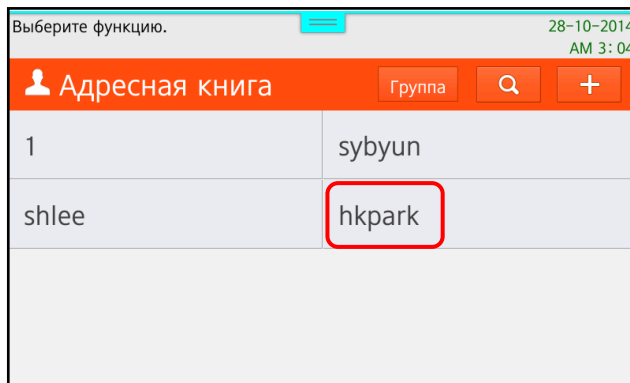 Выберите функцию.
28-10-2014
AM 3:04
Адресная книга Группа
1 sybyun
shlee hkpark